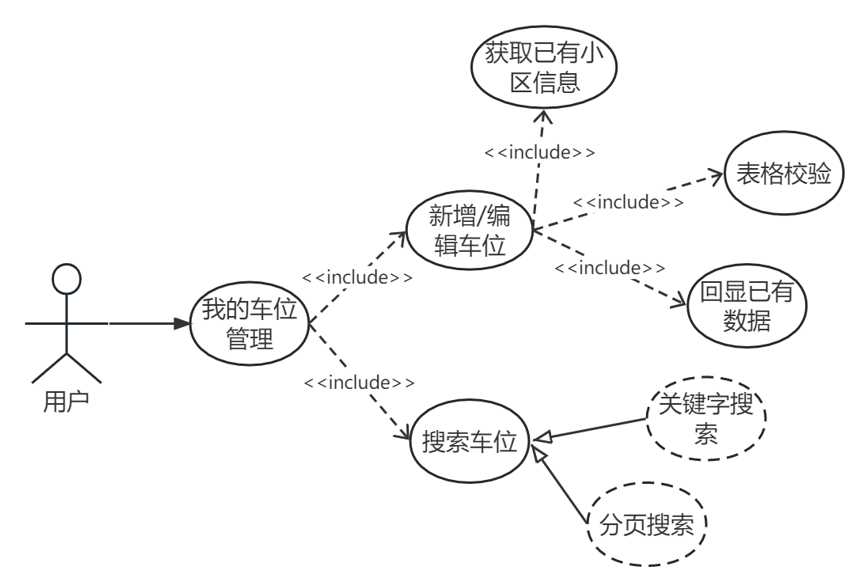 获取已有小
区信息
<<include>>
表格校验
<<include>>
新增/编
辑车位
<<include>>
<<include>>
回显已有
数据
我的车位
管理
用户
<<include>>
关键字搜
索
搜索车位
分页搜索